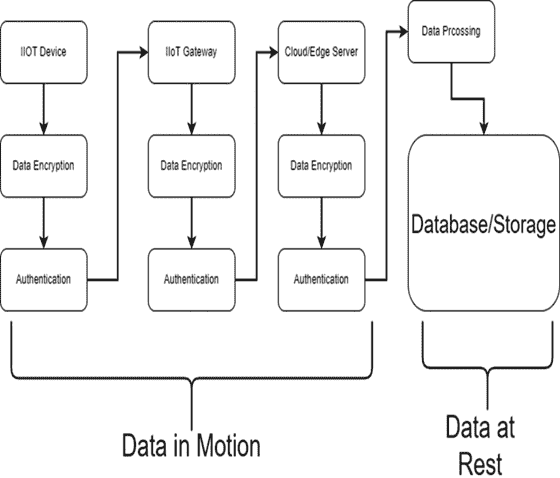 IIOT Device
Data Encryption
Authentication
IIoT Gateway
Data Encryption
Authentication
Cloud/Edge Server
Data Encryption
Authentication
Data Prcossing
Database/Storage
Data in Motion
Data at
Rest